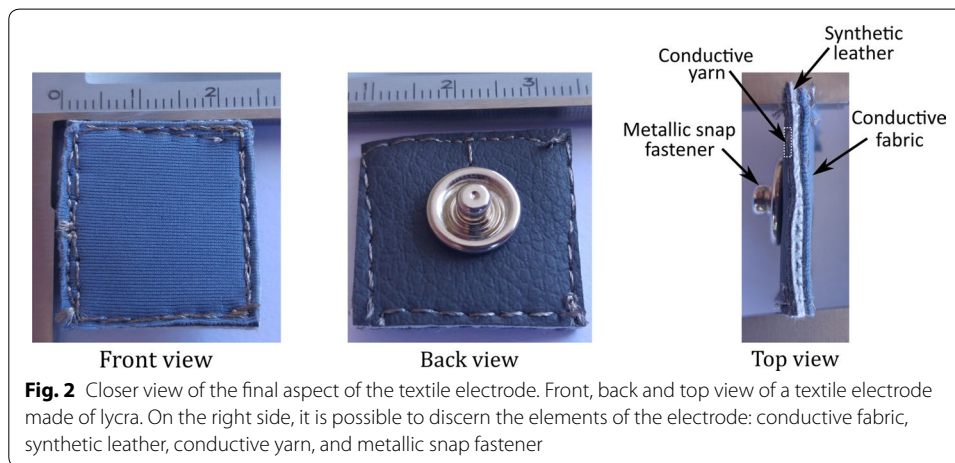 Synthetic
leather
Conductive
yarn
Metallic snap
fastener
Conductive
fabric
0 1 2
1 2 3
Front view
Back view
Top view
Fig. 2 Closer view of the final aspect of the textile electrode. Front, back and top view of a textile electrode
made of lycra. On the right side, it is possible to discern the elements of the electrode: conductive fabric,
synthetic leather, conductive yarn, and metallic snap fastener